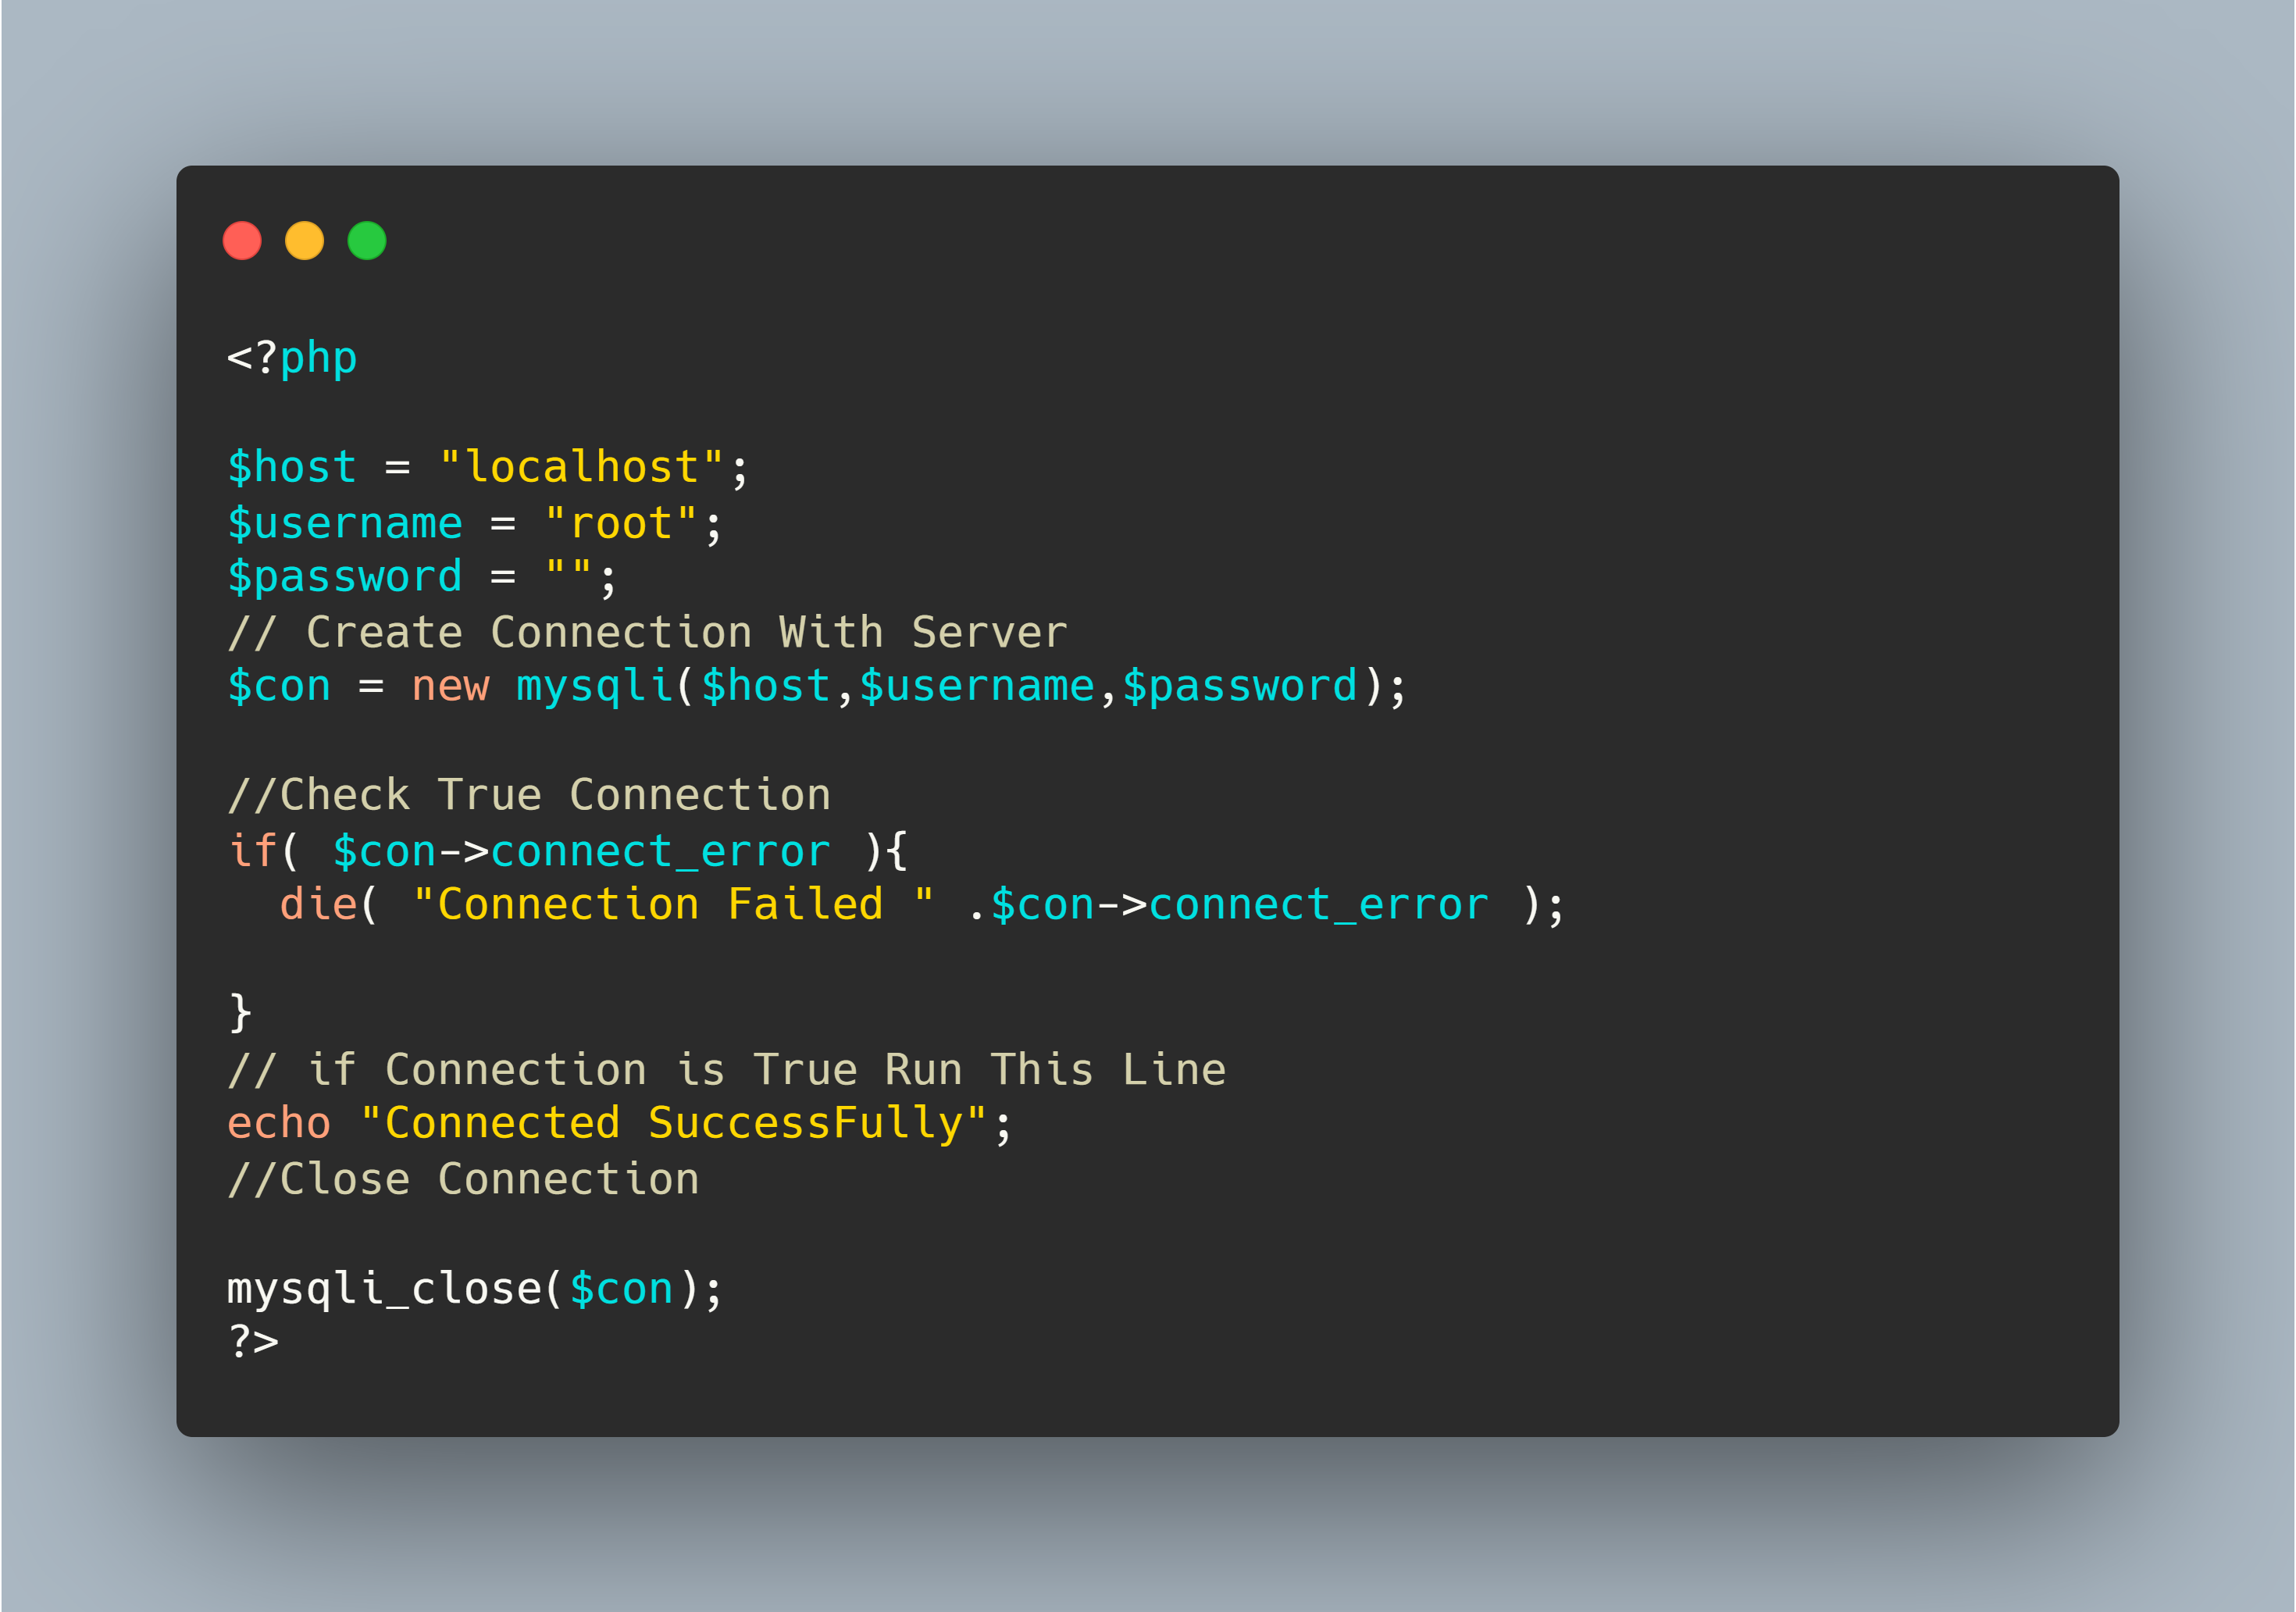 <?php
$host = "localhost";
$username = "root";
$password = "";
// Create Connection With Server
$con = new mysqli($host,$username,$password);
//Check True Connection
if( $con->connect_error ){
  die( "Connection Failed " .$con->connect_error );
}
// if Connection is True Run This Line
echo "Connected SuccessFully";
//Close Connection
mysqli_close($con);
?>